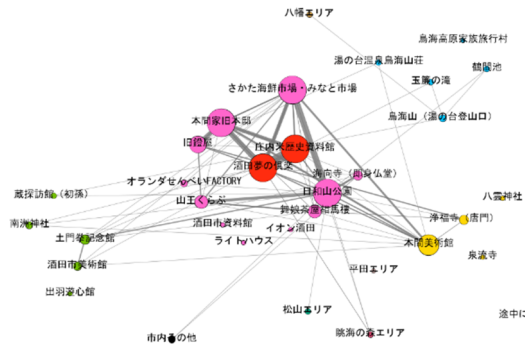 八幡エリア
鳥海高原家族旅行村
湯の台温泉鳥海山荘
鶴間池
玉簾の滝
さかた海鮮市場・みなと市場
鳥海山（湯の台登山口）
本間家旧本邸
旧鐙屋
庄内米歴史資料館
酒田夢の倶楽
海向寺（即身仏堂）
オランダせんべいFACTORY
日和山公園
蔵探訪館（初孫）
山王くらぶ
八雲神社
舞娘茶屋相馬樓
浄福寺（唐門）
南洲神社
酒田市資料館
イオン酒田
土門拳記念館
ライトハウス
本間美術館
泉流寺
酒田市美術館
平田エリア
出羽遊心館
松山エリア
途中に
眺海の森エリア
市内その他